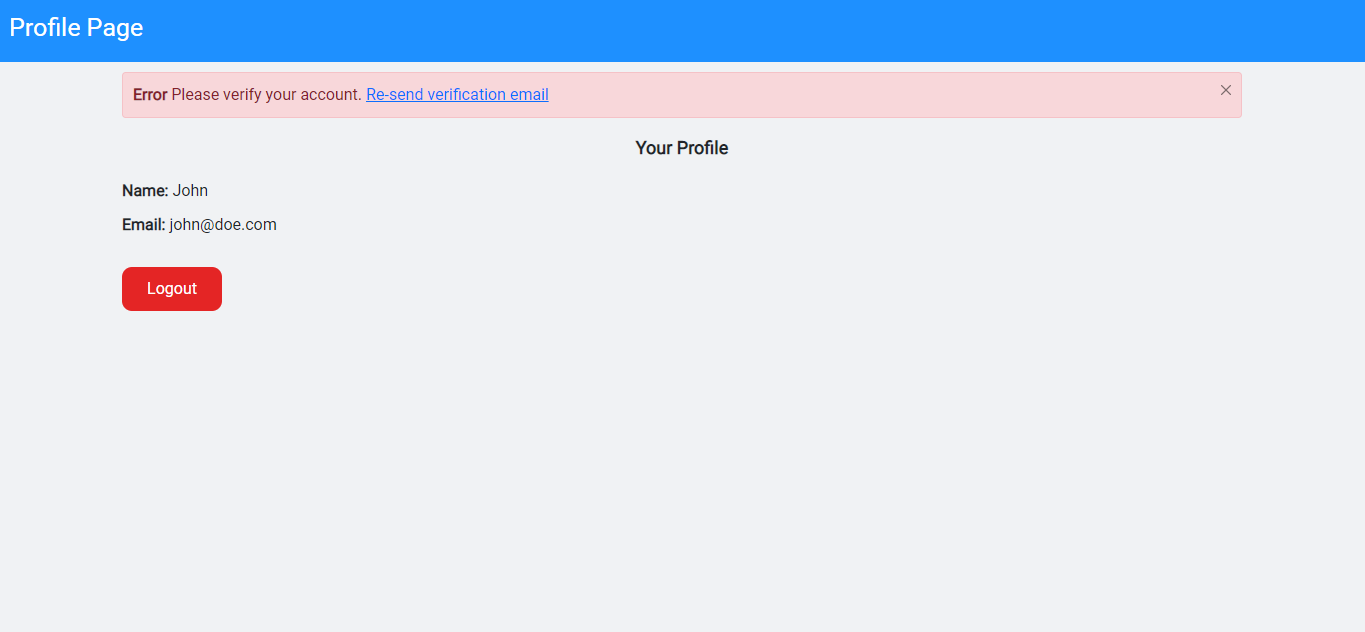 Profile Page
Error Please verify your account. Re-send verification email
Your Profile
Name: John
Email: john@doe.com
Logout